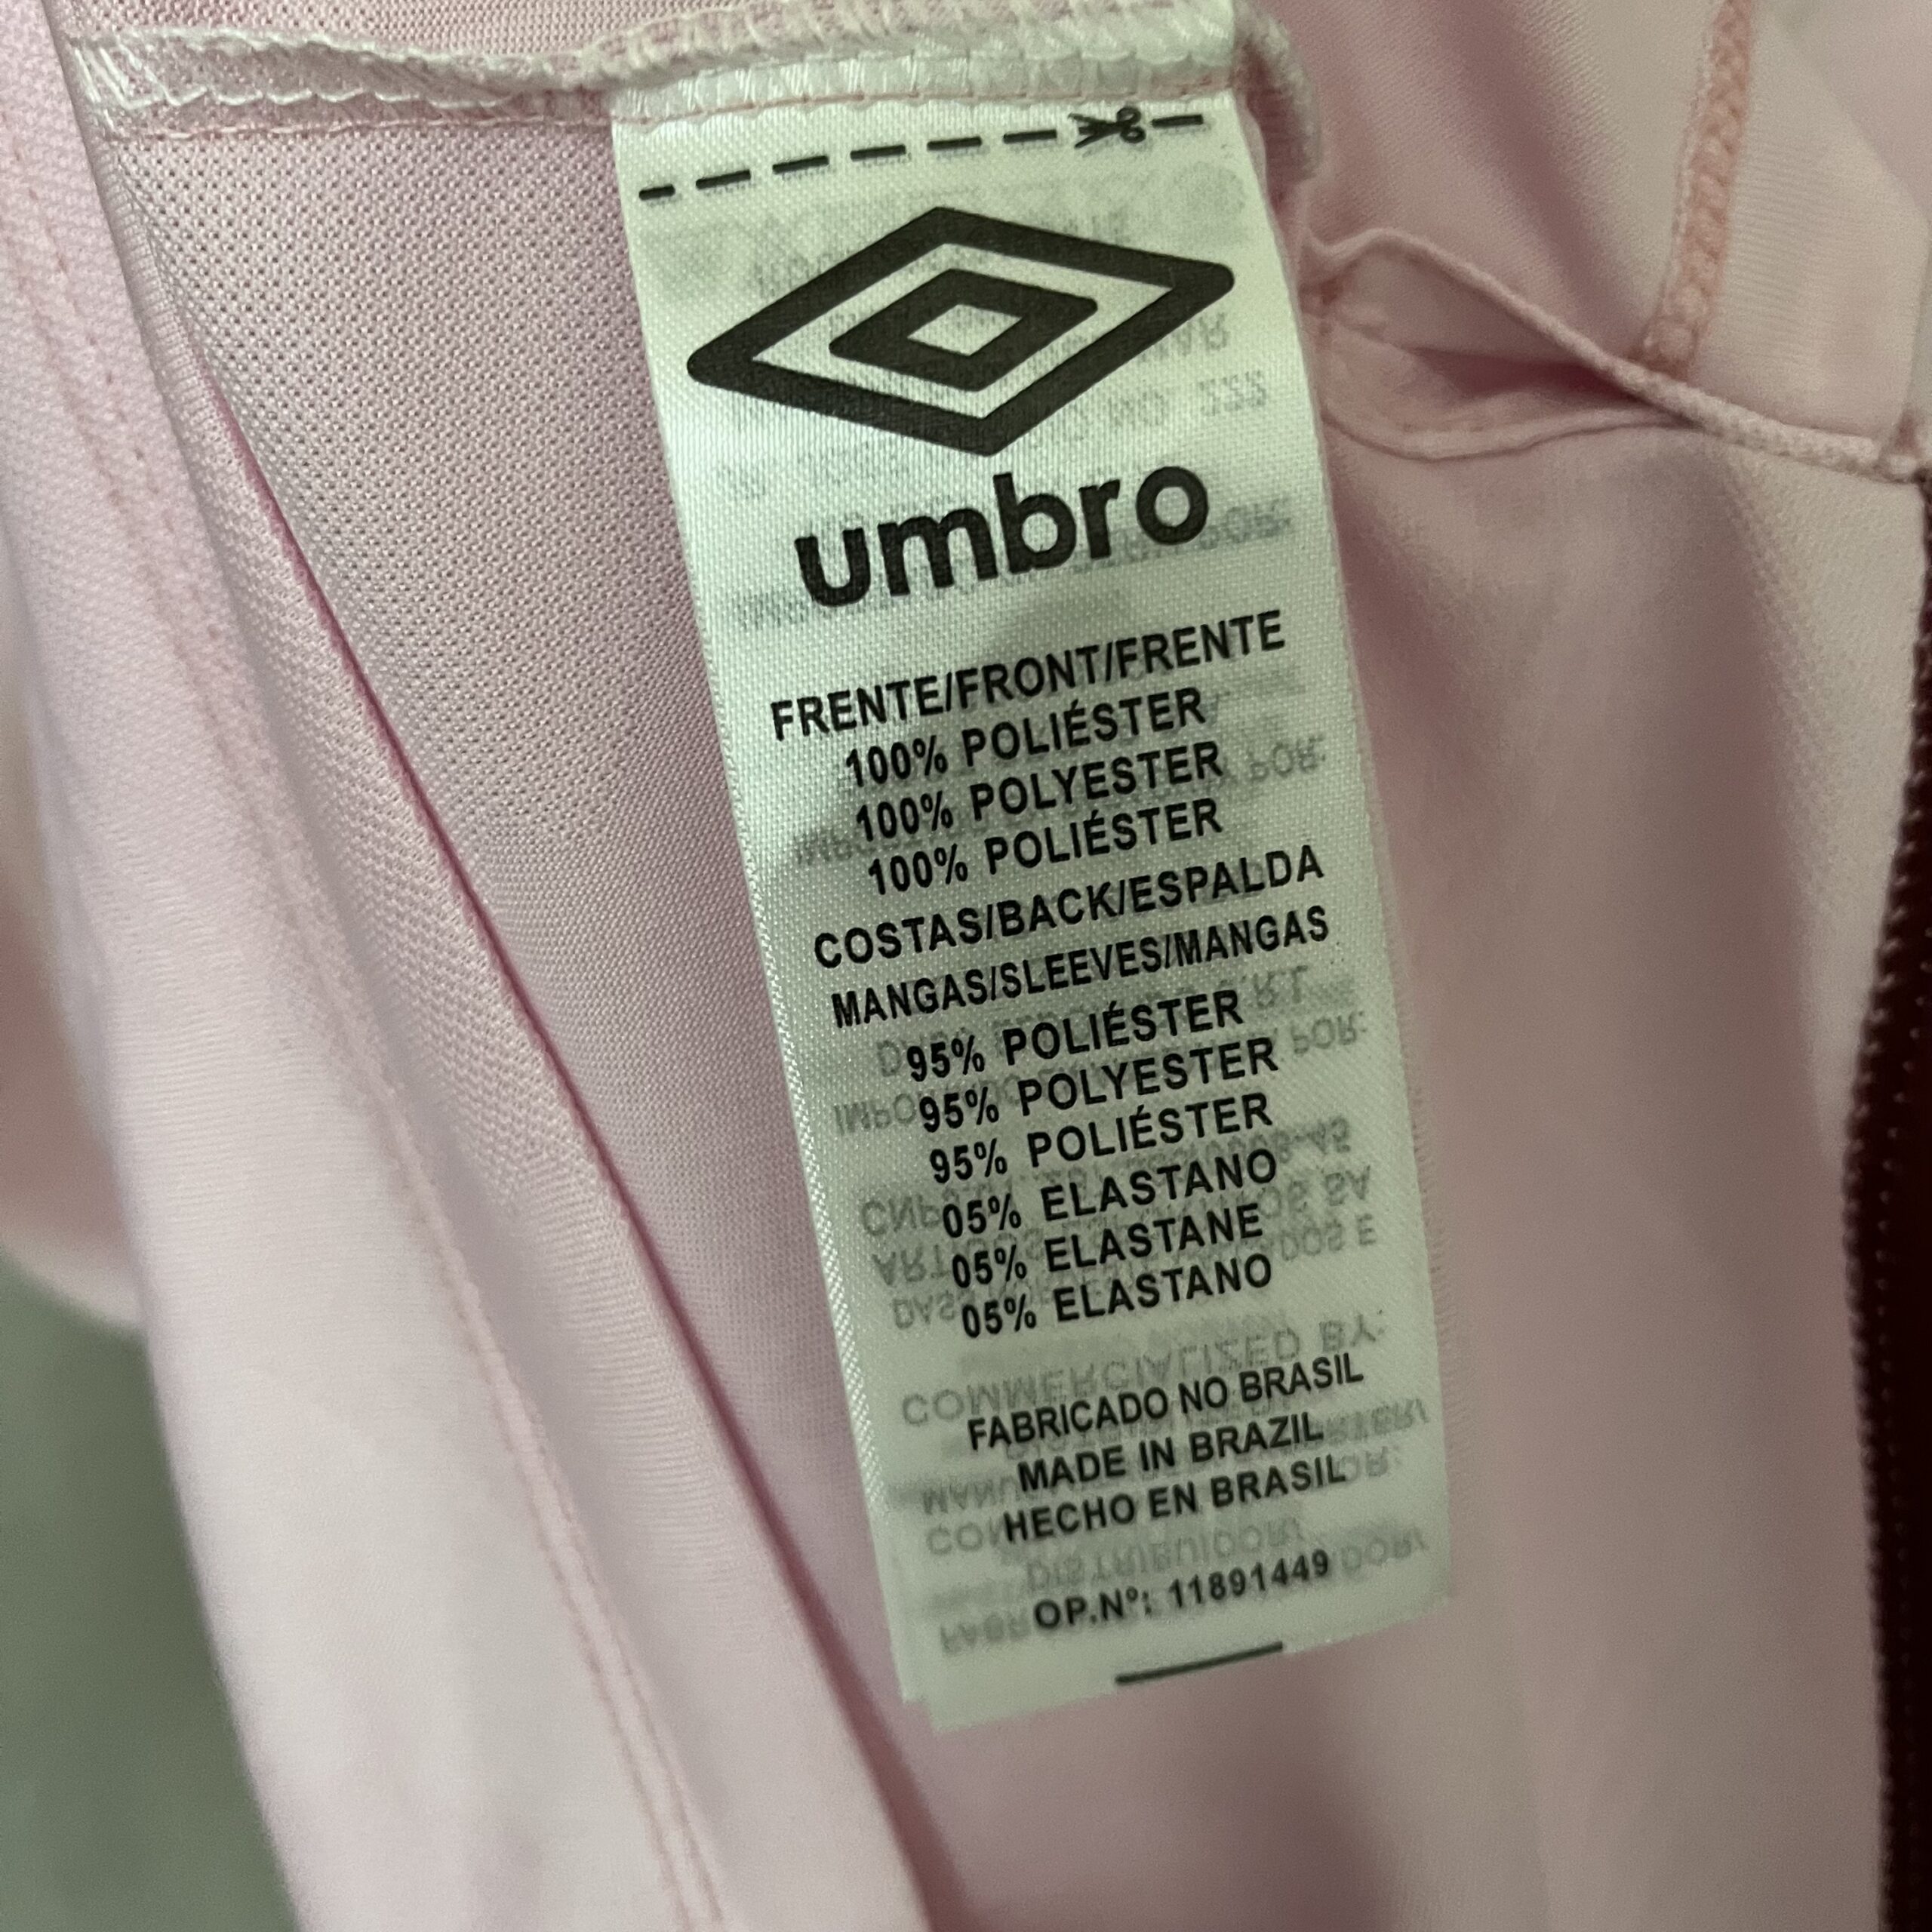 umbro
FRENTE/FRONT/FRENTE
100% POLIÉSTER
100% POLYESTER
100% POLIÉSTER
COSTAS/BACK/ESPALDA
MANGAS/SLEEVES/MANGAS
95% POLIÉSTER
95% POLYESTER
95% POLIÉSTER
05% ELASTANO
05% ELASTANE
05% ELASTANO
FABRICADO NO BRASIL
MADE IN BRAZIL
HECHO EN BRASIL
OP.Nº: 11891449